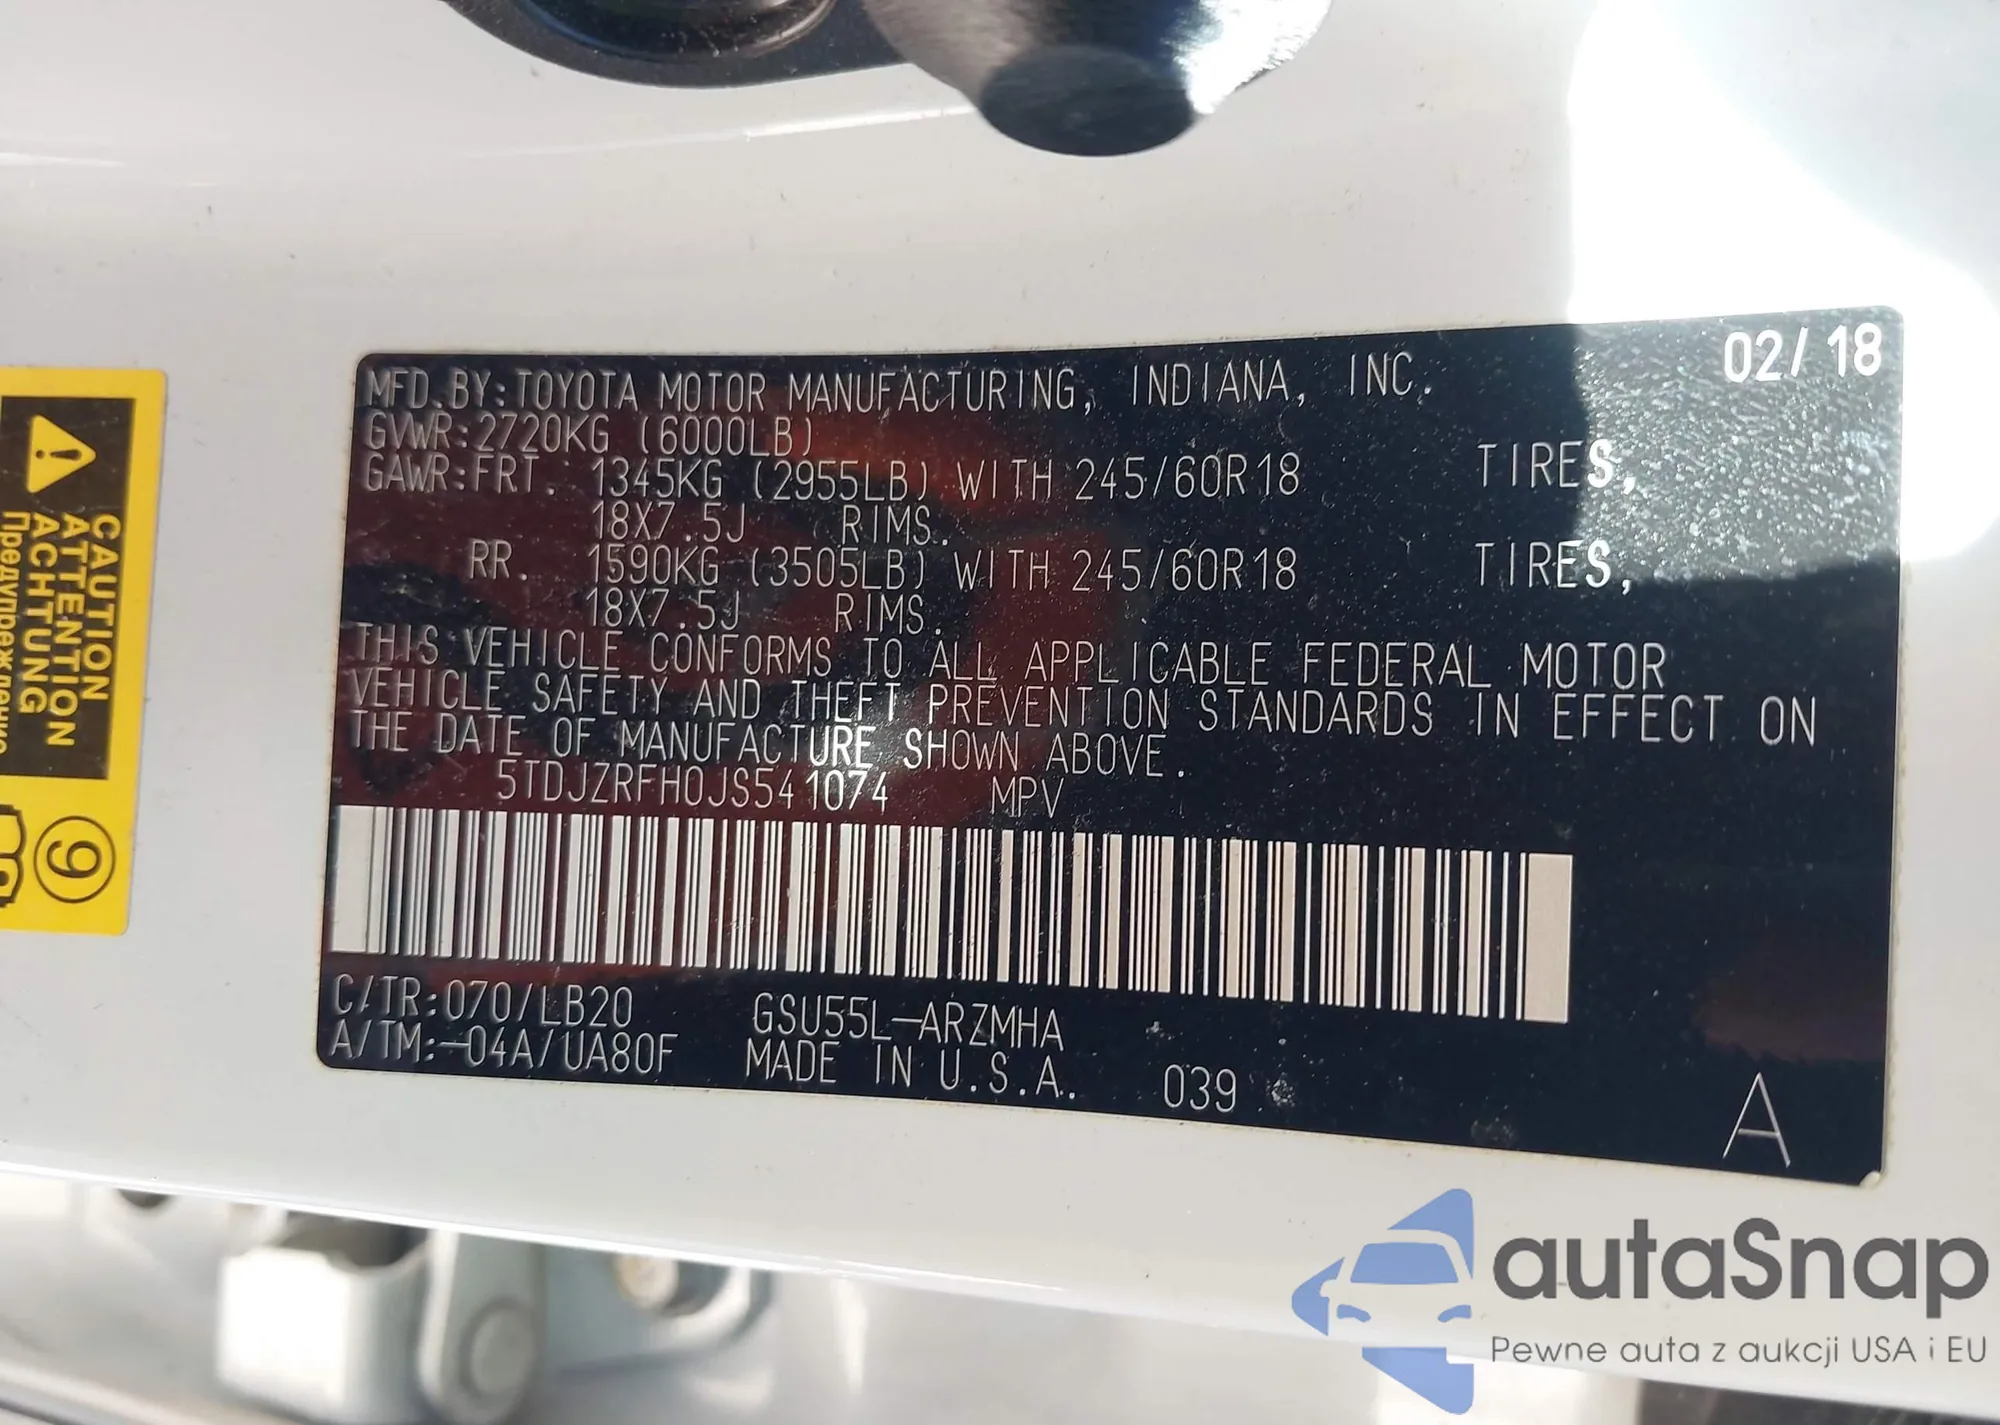 02/18
MFD.BY:TOYOTA MOTOR MANUFACTURING, INDIANA, INC.
GVWR:2720KG (6000LB)
GAWR:FRT. 1345KG (2955LB) WITH 245/60R18 TIRES,
18X7.5J RIMS.
RR. 1590KG (3505LB) WITH 245/60R18 TIRES,
18X7.5J RIMS.
THIS VEHICLE CONFORMS TO ALL APPLICABLE FEDERAL MOTOR
VEHICLE SAFETY AND THEFT PREVENTION STANDARDS IN EFFECT ON
THE DATE OF MANUFACTURE SHOWN ABOVE.
5TDJZRFH0JS541074 MPV
C/TR:070/LB20 GSU55L-ARZMHA
A/TM:-04A/UA80F MADE IN U.S.A. 039
A
CAUTION
ATTENTION
ACHTUNG
Предупреждение
9
autaSnap
Pewne auta z aukcji USA i EU